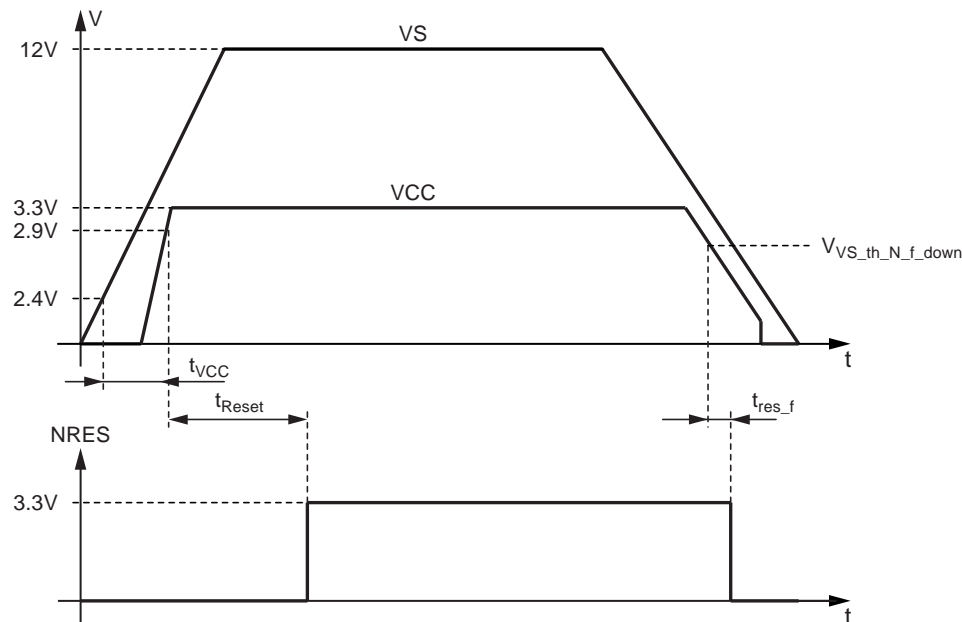 V
VS
12V
VCC
3.3V
2.9V
V_VS_th_N_f_down
2.4V
t
t_VCC
t_Reset
t_res_f
NRES
3.3V
t